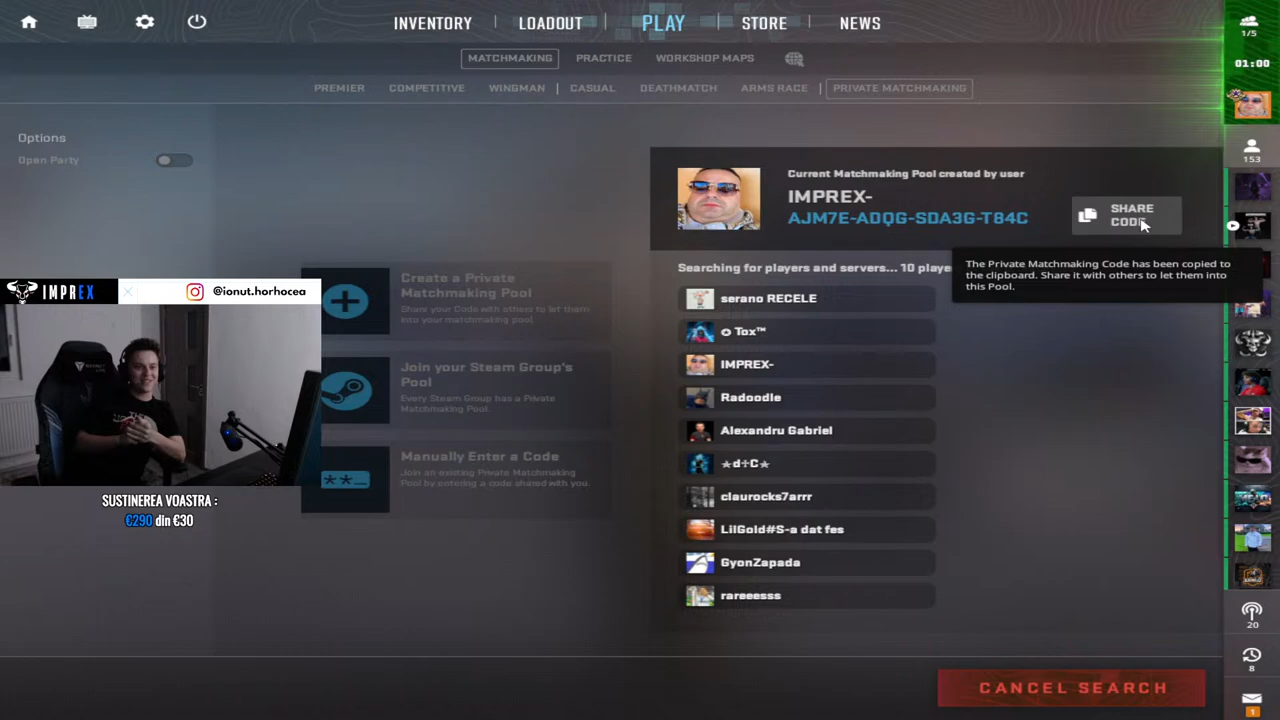 INVENTORY
LOADOUT
PLAY
STORE
NEWS
1/5
MATCHMAKING
PRACTICE
WORKSHOP MAPS
01:00
PREMIER
COMPETITIVE
WINGMAN
CASUAL
DEATHMATCH
ARMS RACE
PRIVATE MATCHMAKING
Options
Open Party
153
Current Matchmaking Pool created by user
IMPREX-
AJM7E-ADQG-SDA3G-T84C
SHARE
CODE
Searching for players and servers... 10 playe
The Private Matchmaking Code has been copied to
the clipboard. Share it with others to let them into
this Pool.
Create a Private
Matchmaking Pool
Share your Code with others to let them
into your matchmaking pool.
IMPREX
@ionut.horhocea
serano RECELE
✪ Tox™
IMPREX-
Join your Steam Group's
Pool
Every Steam Group has a Private
Matchmaking Pool.
Radoodle
Alexandru Gabriel
★d♰C★
Manually Enter a Code
Join an existing Private Matchmaking
Pool by entering a code shared with you.
claurocks7arrr
LilGold#S-a dat fes
GyonZapada
rareeesss
SUSTINEREA VOASTRA :
€290 din €30
20
8
CANCEL SEARCH
1